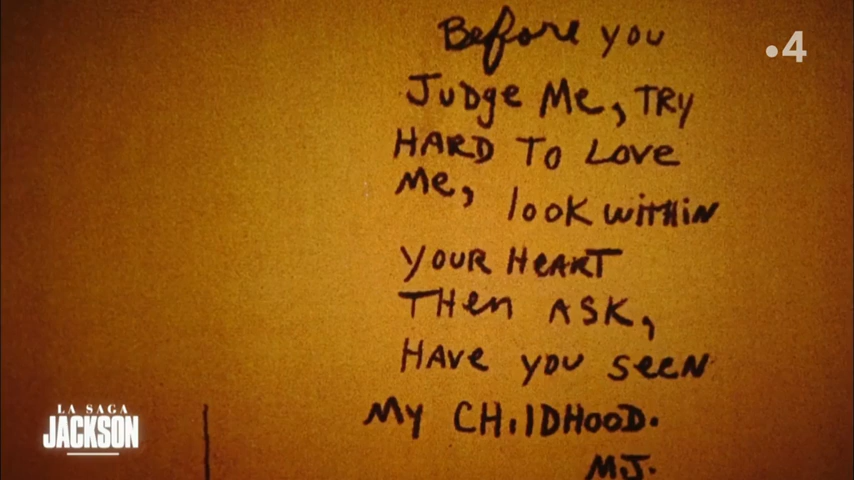 Before you
Judge Me, TRY
HARD TO Love
Me, look within
YOUR HeART
THen ASK,
HAVe you seen
My CHilDHooD.
M.J.
4
LA SAGA
JACKSON